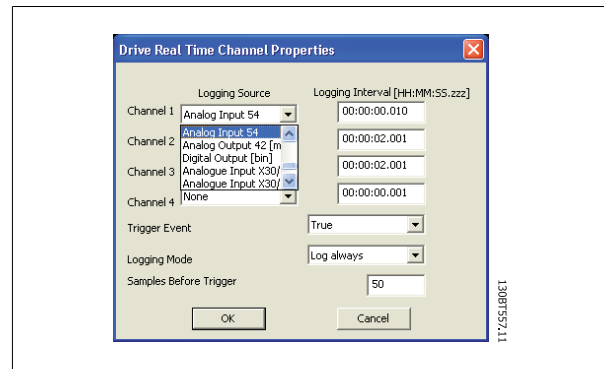 Drive Real Time Channel Properties
Logging Source Logging Interval [HH:MM:SS.zzz]
Channel 1 Analog Input 54 00:00:00.010
Analog Input 54
Channel 2 Analog Output 42 [m 00:00:02.001
Digital Output [bin]
Channel 3 Analogue Input X30/ 00:00:02.001
Analogue Input X30/
Channel 4 None 00:00:00.001
Trigger Event True
Logging Mode Log always
Samples Before Trigger 50
OK Cancel
130BT557.11